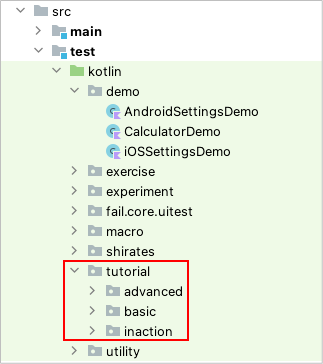 src
main
test
kotlin
demo
AndroidSettingsDemo
CalculatorDemo
iOSSettingsDemo
exercise
experiment
fail.core.uitest
macro
shirates
tutorial
advanced
basic
inaction
utility